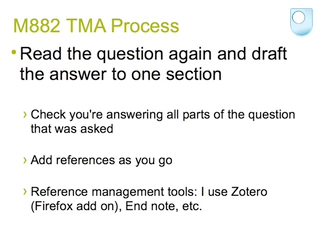 M882 TMA Process
• Read the question again and draft
the answer to one section
› Check you're answering all parts of the question
that was asked
› Add references as you go
› Reference management tools: I use Zotero
(Firefox add on), End note, etc.